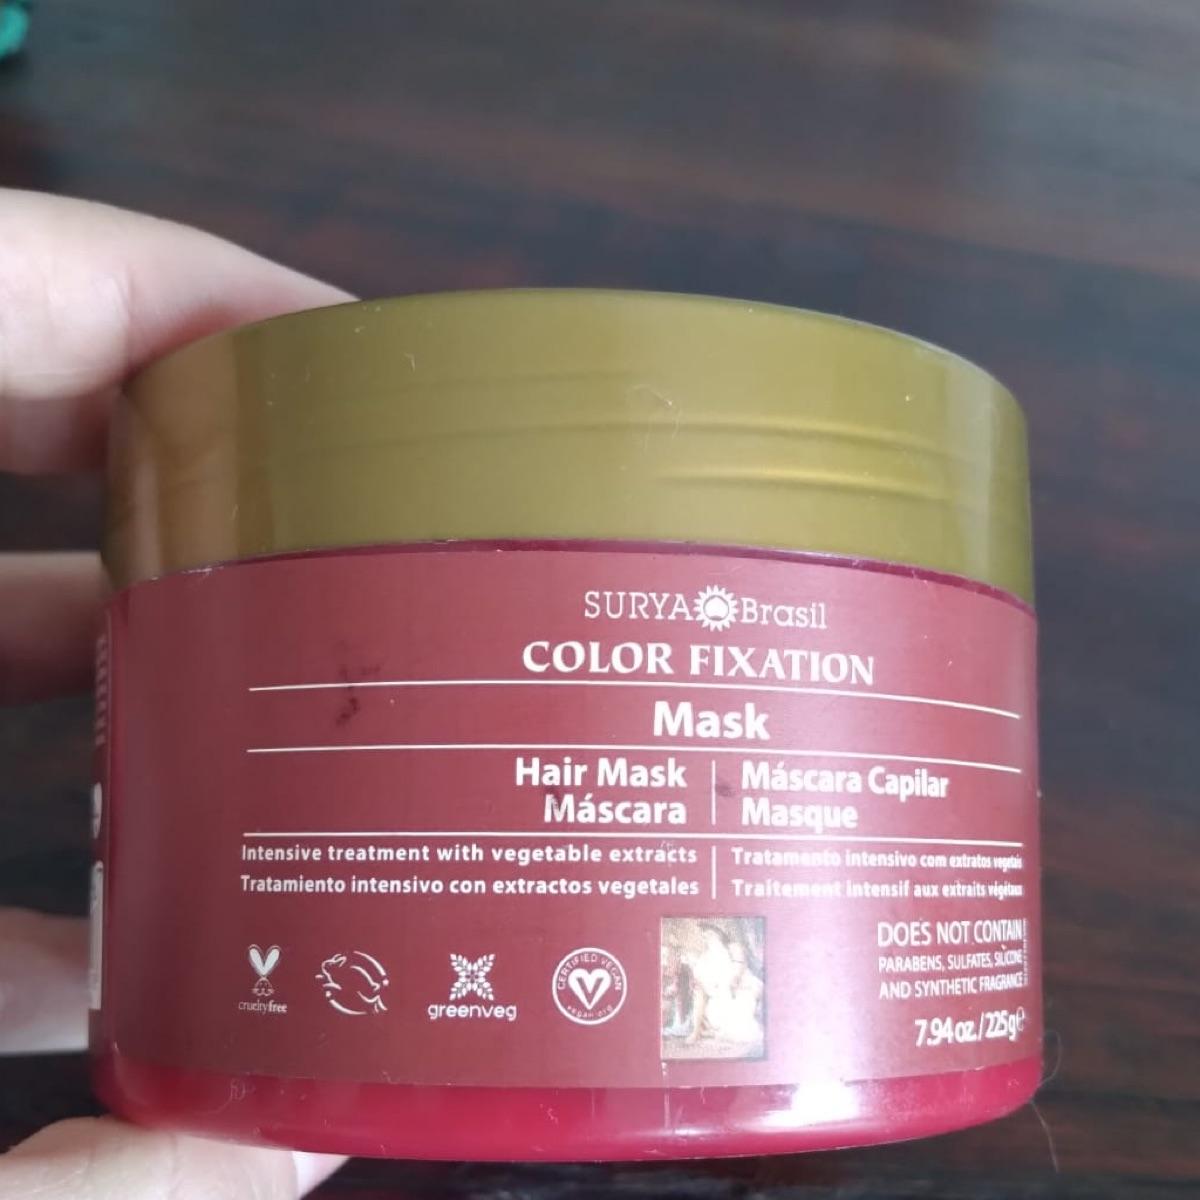 SURYA Brasil
COLOR FIXATION
Mask
Hair Mask
Máscara
Máscara Capilar
Masque
Intensive treatment with vegetable extracts
Tratamiento intensivo con extractos vegetales
Tratamento intensivo com extratos vegetais
Traitement intensif aux extraits végétaux
crueltyfree
greenveg
CERTIFIED VEGAN
vegan.org
DOES NOT CONTAIN
PARABENS, SULFATES, SILICONE
AND SYNTHETIC FRAGRANCE
7.94 oz. / 225g ℮